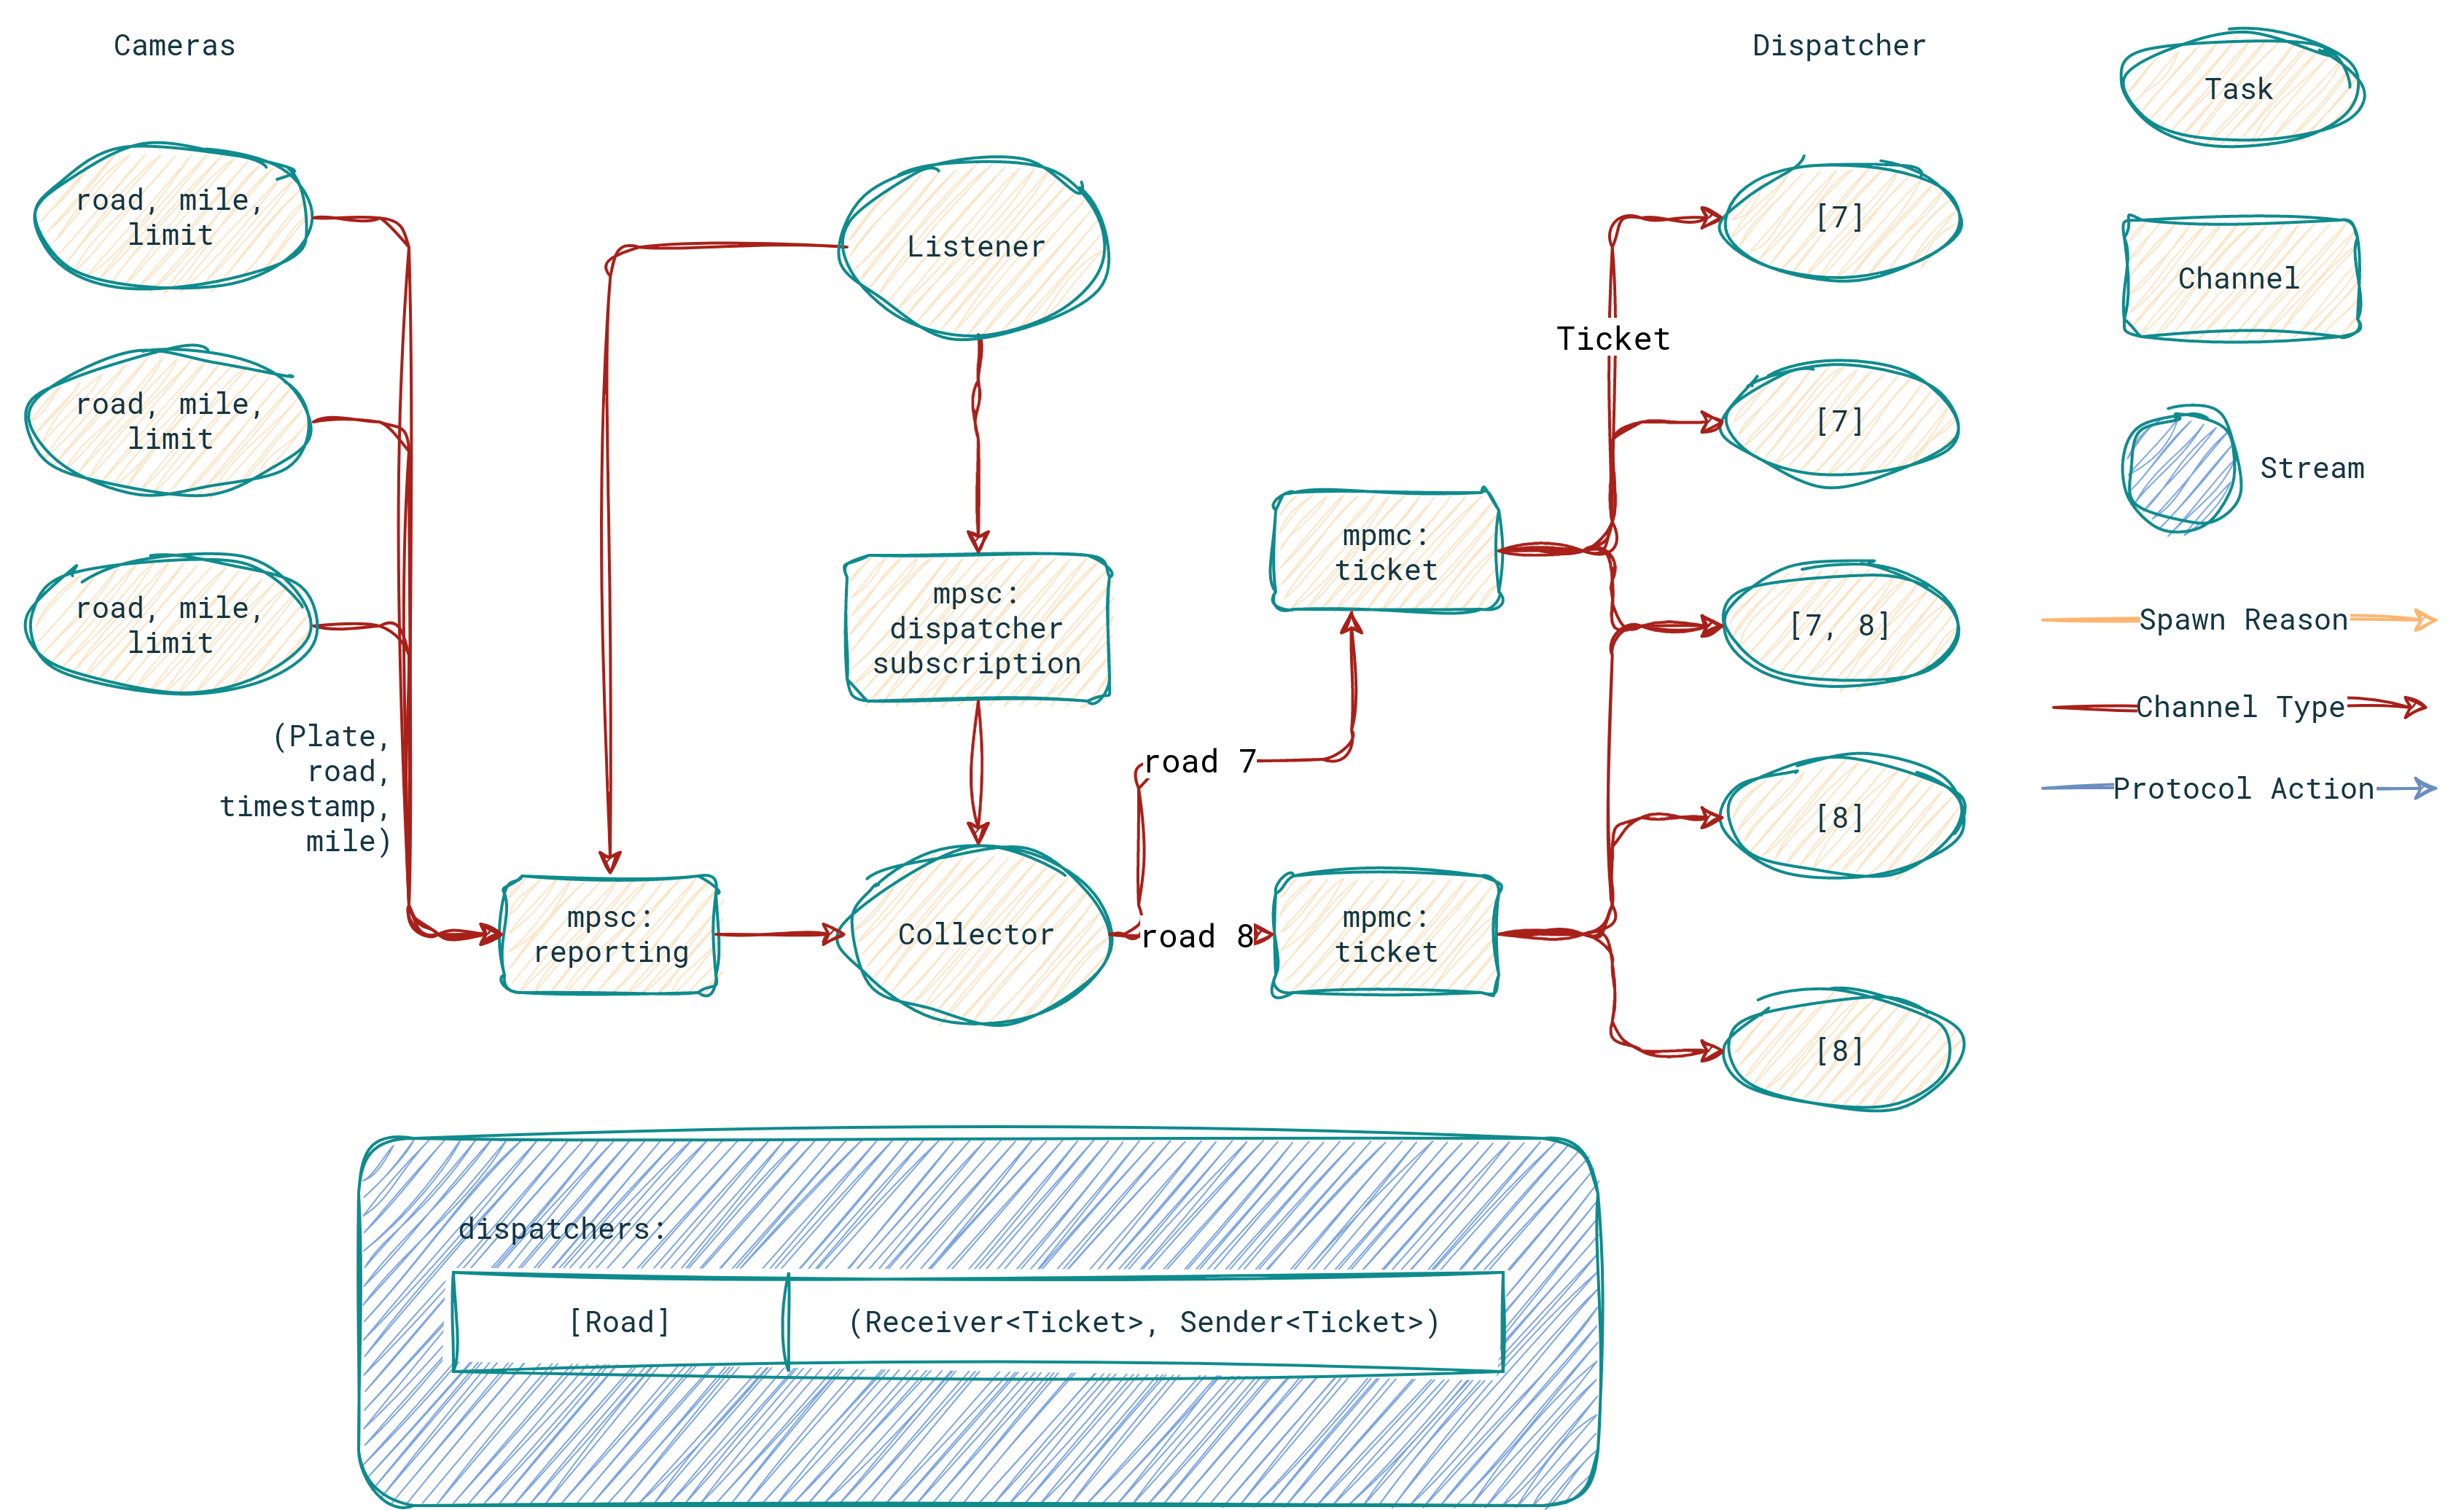 Cameras
road, mile,
limit
road, mile,
limit
road, mile,
limit
(Plate,
road,
timestamp,
mile)
Listener
mpsc:
dispatcher
subscription
mpsc:
reporting
Collector
road 7
road 8
mpmc:
ticket
mpmc:
ticket
Ticket
Dispatcher
[7]
[7]
[7, 8]
[8]
[8]
Task
Channel
Stream
Spawn Reason
Channel Type
Protocol Action
dispatchers:
[Road]
(Receiver<Ticket>, Sender<Ticket>)